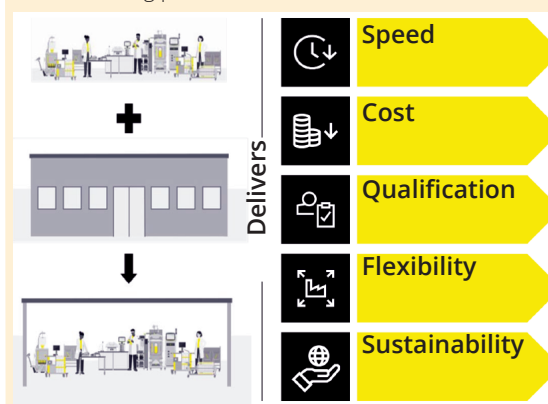 Speed
Cost
Delivers
Qualification
Flexibility
Sustainability